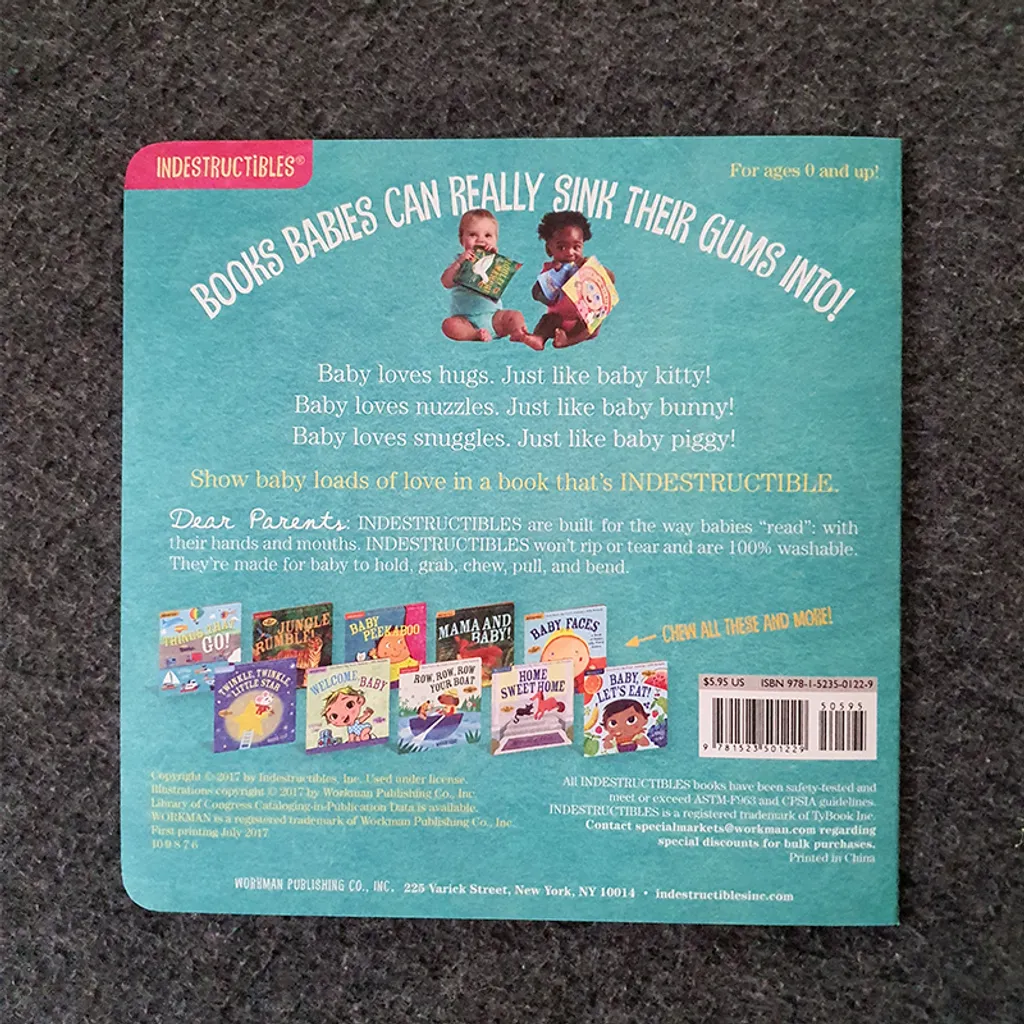 INDESTRUCTIBLES®
For ages 0 and up!
BOOKS BABIES CAN REALLY SINK THEIR GUMS INTO!
Baby loves hugs. Just like baby kitty!
Baby loves nuzzles. Just like baby bunny!
Baby loves snuggles. Just like baby piggy!
Show baby loads of love in a book that's INDESTRUCTIBLE.
Dear Parents: INDESTRUCTIBLES are built for the way babies “read”: with
their hands and mouths. INDESTRUCTIBLES won't rip or tear and are 100% washable.
They're made for baby to hold, grab, chew, pull, and bend.
THINGS THAT
GO!
JUNGLE
RUMBLE!
BABY
PEEKABOO
MAMA AND
BABY!
BABY FACES
CHEW ALL THESE AND MORE!
TWINKLE, TWINKLE,
LITTLE STAR
WELCOME, BABY
ROW, ROW, ROW
YOUR BOAT
HOME
SWEET HOME
BABY,
LET'S EAT!
$5.95 US ISBN 978-1-5235-0122-9
50595
9 781523 501229
Copyright © 2017 by Indestructibles, Inc. Used under license.
Illustrations copyright © 2017 by Workman Publishing Co., Inc.
Library of Congress Cataloging-in-Publication Data is available.
WORKMAN is a registered trademark of Workman Publishing Co., Inc.
First printing July 2017
10 9 8 7 6
All INDESTRUCTIBLES books have been safety-tested and
meet or exceed ASTM-F963 and CPSIA guidelines.
INDESTRUCTIBLES is a registered trademark of TyBook Inc.
Contact specialmarkets@workman.com regarding
special discounts for bulk purchases.
Printed in China
WORKMAN PUBLISHING CO., INC. 225 Varick Street, New York, NY 10014 • indestructiblesinc.com